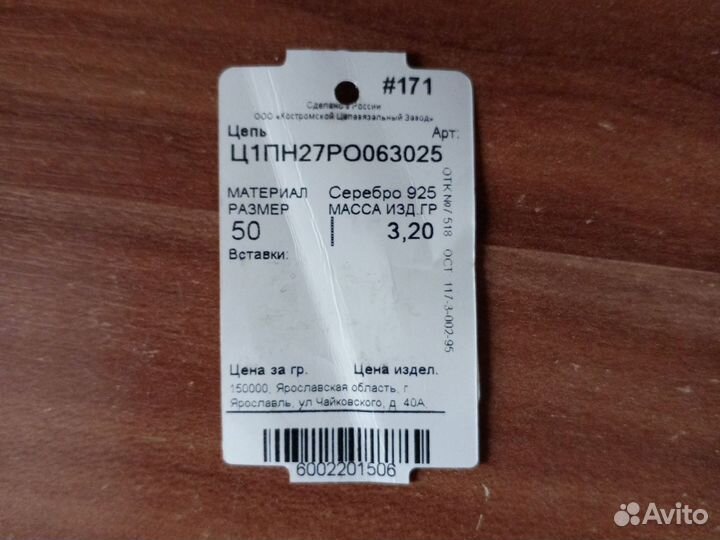 #171
Сделано в России
ООО «Костромской Цепевязальный Завод»
Цепь Арт:
Ц1ПН27РО063025
МАТЕРИАЛ Серебро 925
РАЗМЕР МАССА ИЗД.ГР
50 3,20
Вставки:
ОТК №7 518 ОСТ 117-3-002-95
Цена за гр. Цена издел.
150000, Ярославская область, г
Ярославль, ул Чайковского, д. 40А
6002201506
Avito